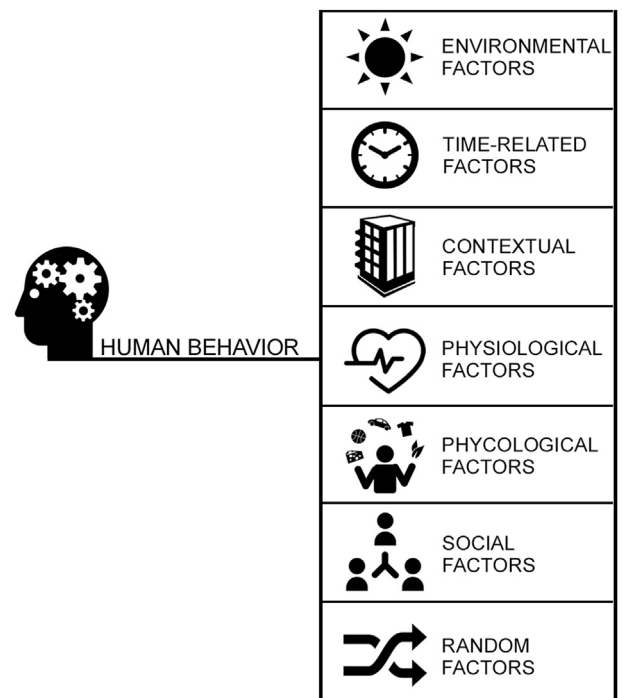 ENVIRONMENTAL
FACTORS
TIME-RELATED
FACTORS
CONTEXTUAL
FACTORS
HUMAN BEHAVIOR
PHYSIOLOGICAL
FACTORS
PHYCOLOGICAL
FACTORS
SOCIAL
FACTORS
RANDOM
FACTORS